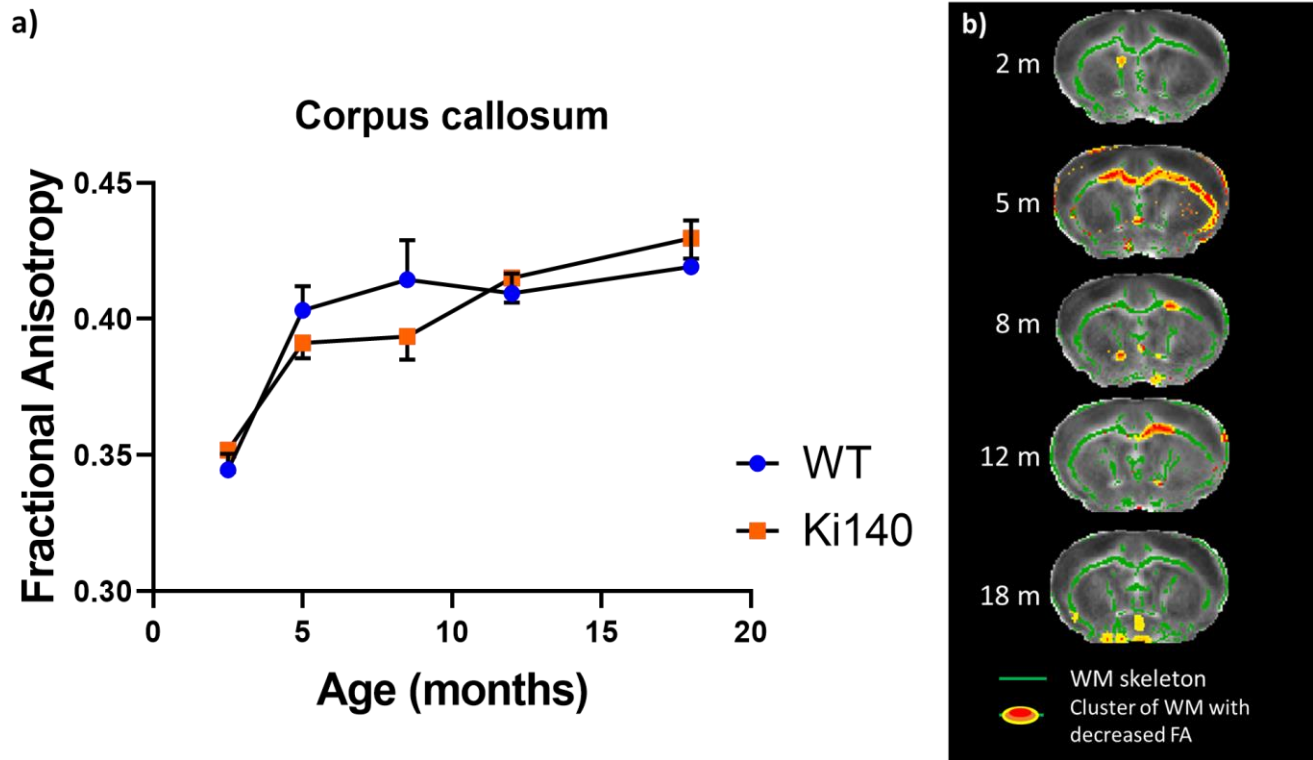 a)
Corpus callosum
Fractional Anisotropy
0.45
0.40
0.35
0.30
0
5
10
15
20
Age (months)
WT
Ki140
b)
2 m
5 m
8 m
12 m
18 m
WM skeleton
Cluster of WM with
decreased FA